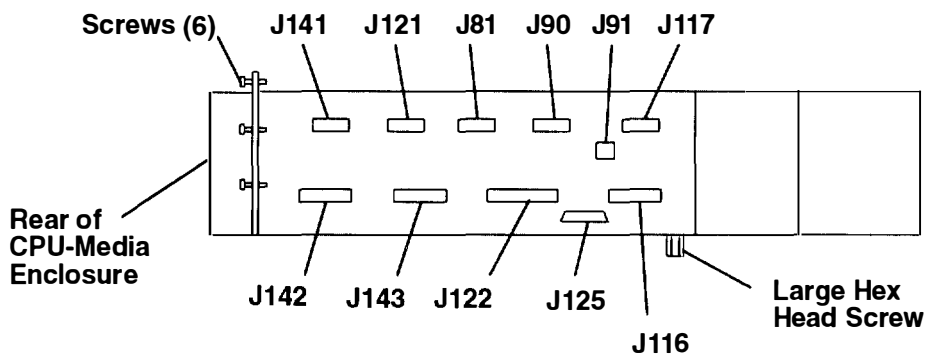 Screws (6) J141 J121 J81 J90 J91 J117
Rear of
CPU-Media
Enclosure
J142 J143 J122 J125
J116
Large Hex
Head Screw